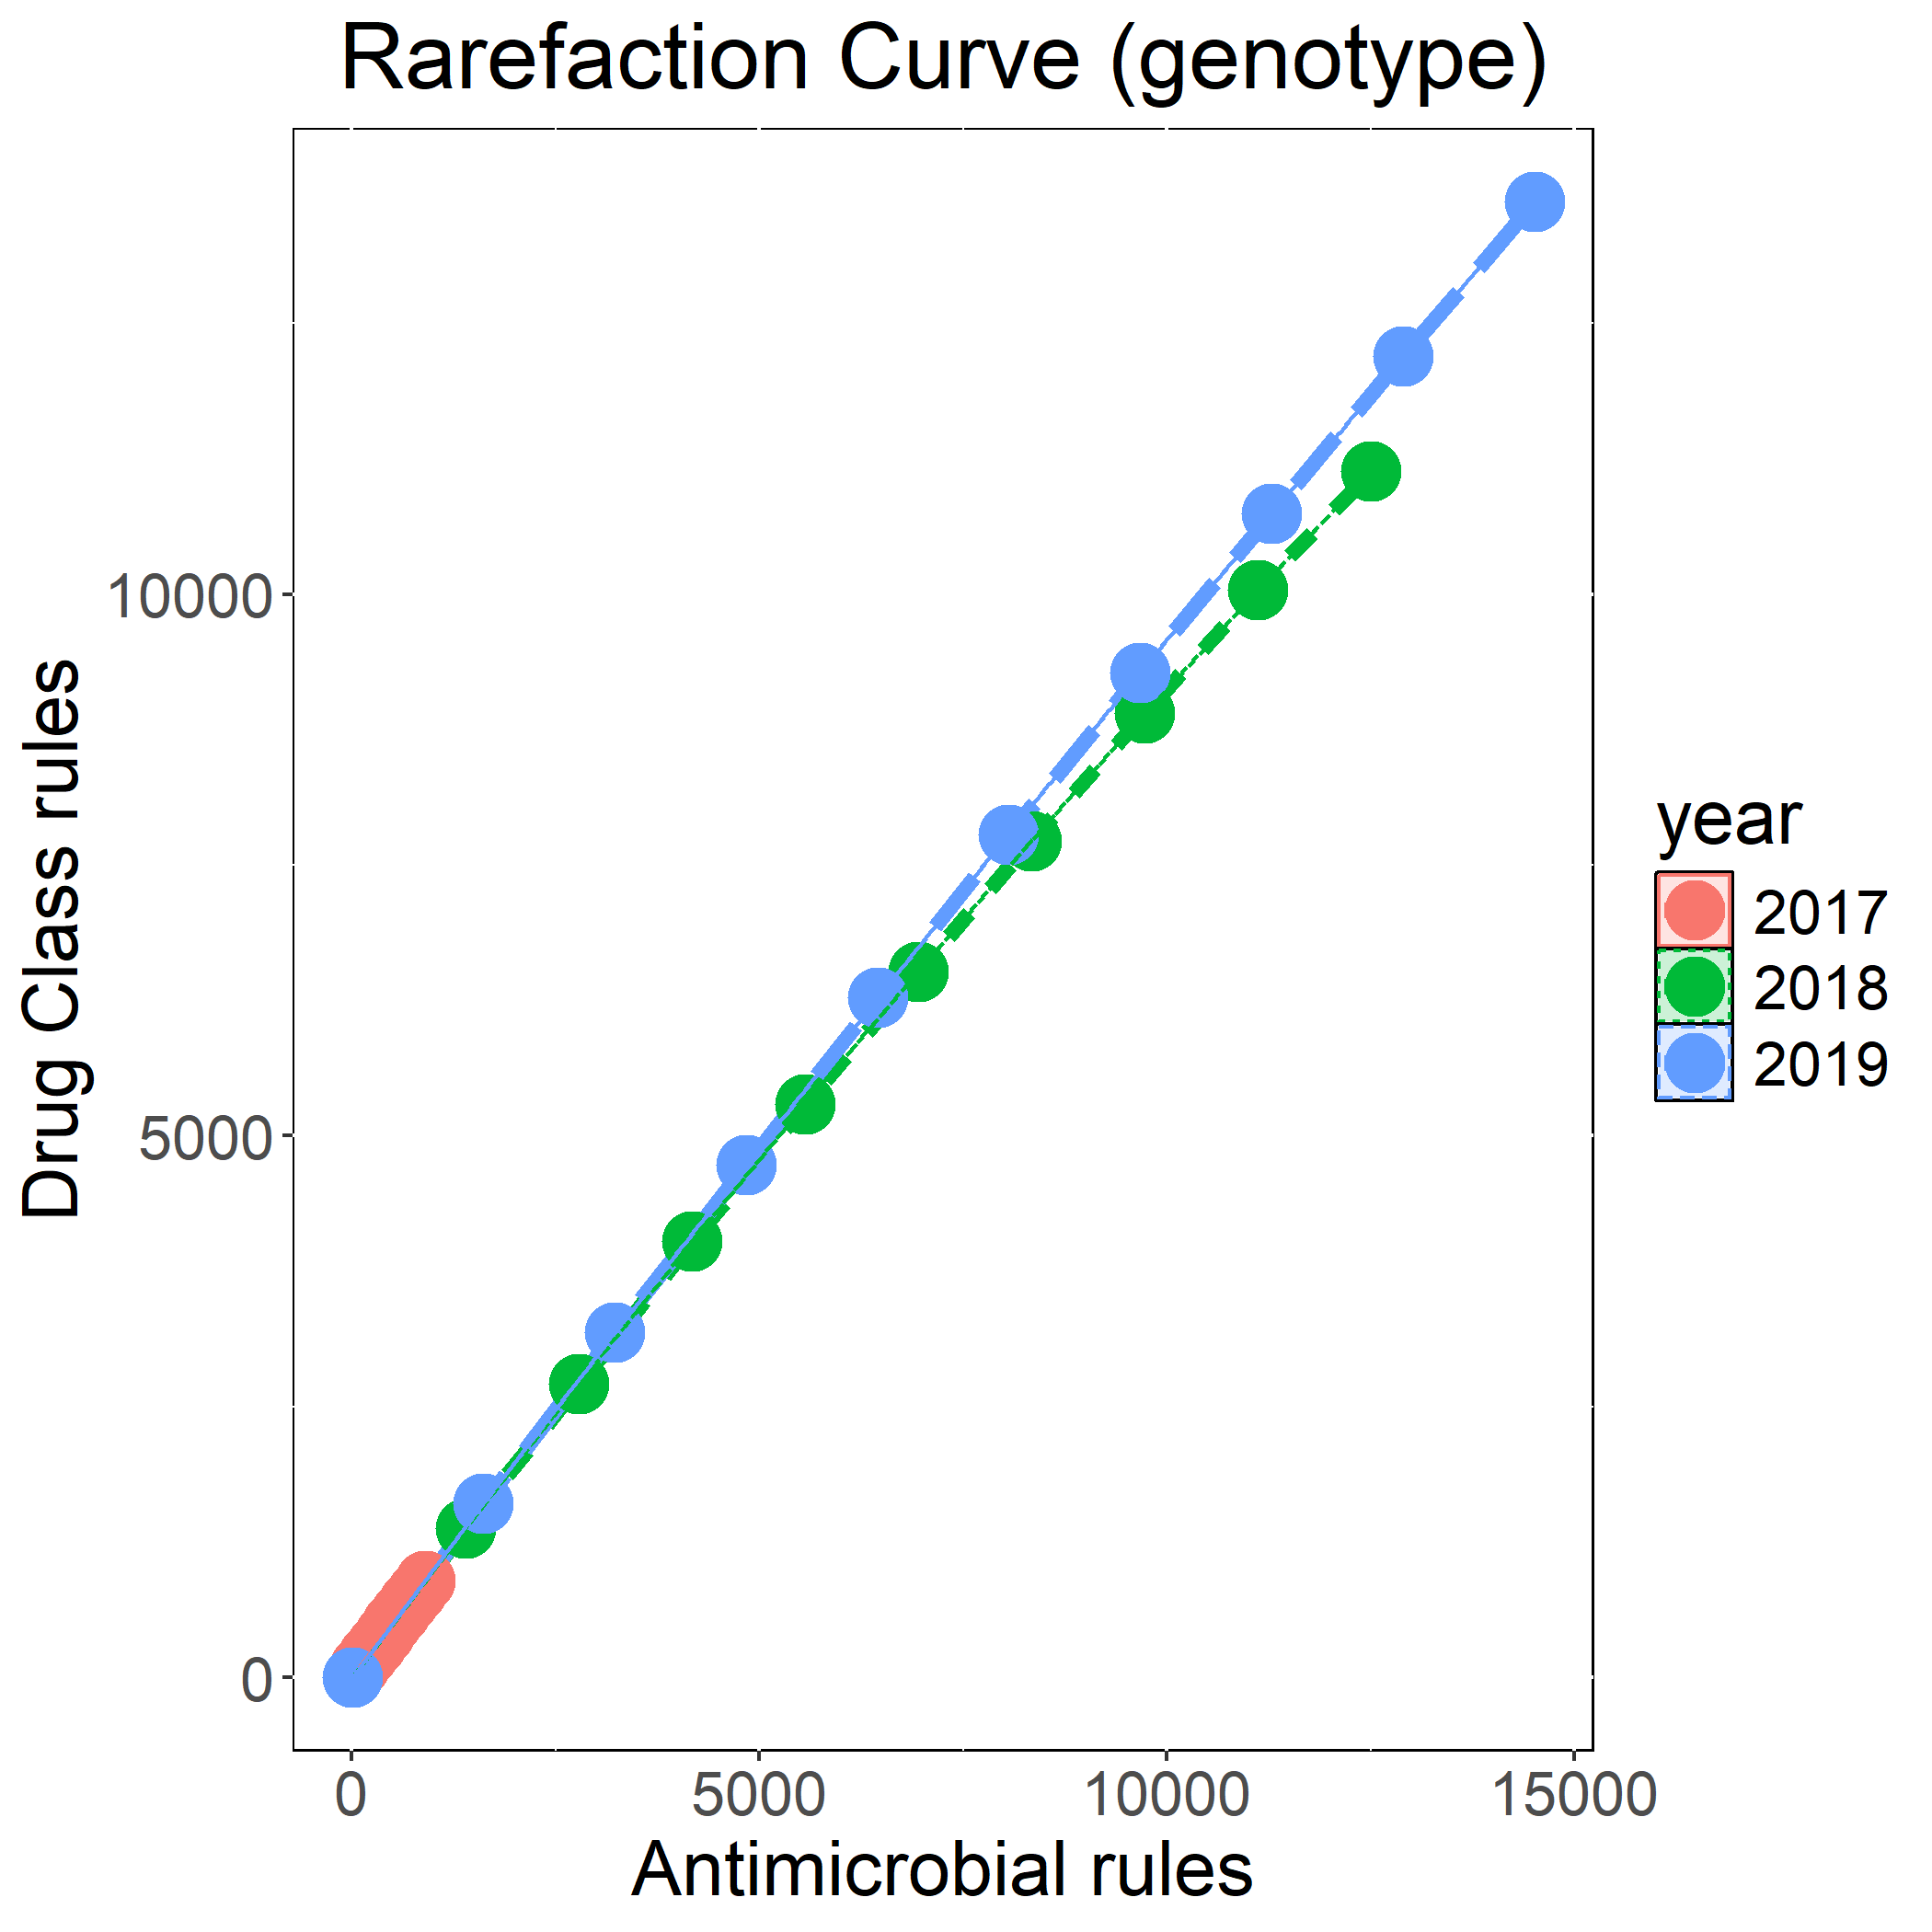 Rarefaction Curve (genotype)
Drug Class rules
10000
5000
0
0 5000 10000 15000
Antimicrobial rules
year
2017
2018
2019